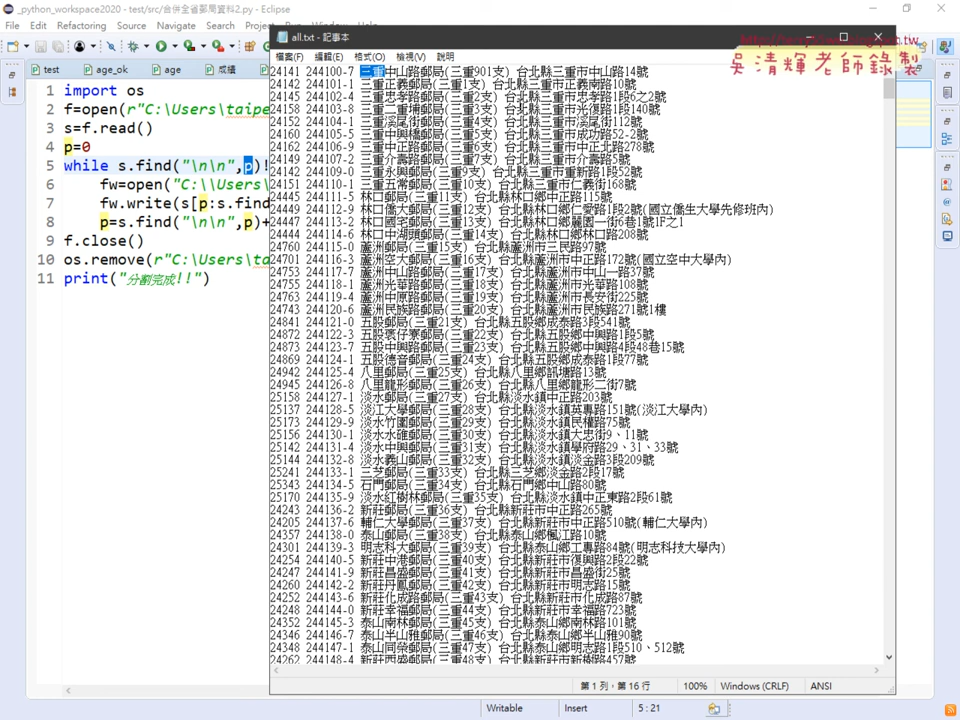 _python_workspace2020 - test/src/合併全省郵局資料2.py - Eclipse
File Edit Refactoring Source Navigate Search Project Run Window Help
test age_ok age 成績
1 import os
2 f=open(r"C:\Users\taipe
3 s=f.read()
4 p=0
5 while s.find("\n\n",p)!
6 fw=open("C:\\Users
7 fw.write(s[p:s.find
8 p=s.find("\n\n",p)+
9 f.close()
10 os.remove(r"C:\Users\ta
11 print("分割完成!!")
all.txt - 記事本
檔案(F) 編輯(E) 格式(O) 檢視(V) 說明
吳清輝老師錄製
24141 244100-7 三重中山路郵局(三重901支) 台北縣三重市中山路14號
24142 244101-1 三重正義郵局(三重1支) 台北縣三重市正義南路10號
24145 244102-4 三重忠孝路郵局(三重2支) 台北縣三重市忠孝路1段6之2號
24158 244103-8 三重二重埔郵局(三重3支) 台北縣三重市光復路1段140號
24152 244104-1 三重溪尾街郵局(三重4支) 台北縣三重市溪尾街112號
24160 244105-5 三重中興橋郵局(三重5支) 台北縣三重市成功路52-2號
24162 244106-9 三重中正路郵局(三重6支) 台北縣三重市中正北路278號
24149 244107-2 三重介壽路郵局(三重7支) 台北縣三重市介壽路5號
24142 244109-0 三重永興郵局(三重9支) 台北縣三重市重新路1段52號
24151 244110-1 三重五常郵局(三重10支) 台北縣三重市仁義街168號
24445 244111-5 林口郵局(三重11支) 台北縣林口鄉中正路115號
24449 244112-9 林口僑大郵局(三重12支) 台北縣林口鄉仁愛路1段2號(國立僑生大學先修班內)
24447 244113-2 林口國宅郵局(三重13支) 台北縣林口鄉麗園一街6巷1號1F之1
24444 244114-6 林口中湖頭郵局(三重14支) 台北縣林口鄉林口路208號
24760 244115-0 蘆洲郵局(三重15支) 台北縣蘆洲市三民路97號
24701 244116-3 蘆洲空大郵局(三重16支) 台北縣蘆洲市中正路172號(國立空中大學內)
24753 244117-7 蘆洲中山路郵局(三重17支) 台北縣蘆洲市中山一路37號
24755 244118-1 蘆洲光華路郵局(三重18支) 台北縣蘆洲市光華路108號
24763 244119-4 蘆洲中原路郵局(三重19支) 台北縣蘆洲市長安街225號
24743 244120-6 蘆洲民族路郵局(三重20支) 台北縣蘆洲市民族路271號1樓
24841 244121-0 五股郵局(三重21支) 台北縣五股鄉成泰路3段541號
24872 244122-3 五股褒仔寮郵局(三重22支) 台北縣五股鄉中興路1段5號
24873 244123-7 五股中興路郵局(三重23支) 台北縣五股鄉中興路4段48巷15號
24869 244124-1 五股德音郵局(三重24支) 台北縣五股鄉成泰路1段77號
24942 244125-4 八里郵局(三重25支) 台北縣八里鄉訊塘路13號
24945 244126-8 八里龍形郵局(三重26支) 台北縣八里鄉龍形二街7號
25158 244127-1 淡水郵局(三重27支) 台北縣淡水鎮中正路203號
25137 244128-5 淡江大學郵局(三重28支) 台北縣淡水鎮英專路151號(淡江大學內)
25173 244129-9 淡水竹圍郵局(三重29支) 台北縣淡水鎮民權路75號
25156 244130-1 淡水水碓郵局(三重30支) 台北縣淡水鎮大忠街9、11號
25142 244131-4 淡水中興郵局(三重31支) 台北縣淡水鎮學府路29、31、33號
25144 244132-8 淡水義山郵局(三重32支) 台北縣淡水鎮淡金路3段209號
25241 244133-1 三芝郵局(三重33支) 台北縣三芝鄉淡金路2段17號
25343 244134-5 石門郵局(三重34支) 台北縣石門鄉中山路80號
25170 244135-9 淡水紅樹林郵局(三重35支) 台北縣淡水鎮中正東路2段61號
24243 244136-2 新莊郵局(三重36支) 台北縣新莊市中正路265號
24205 244137-6 輔仁大學郵局(三重37支) 台北縣新莊市中正路510號(輔仁大學內)
24357 244138-0 泰山郵局(三重38支) 台北縣泰山鄉楓江路10號
24301 244139-3 明志科大郵局(三重39支) 台北縣泰山鄉工專路84號(明志科技大學內)
24254 244140-5 新莊中港郵局(三重40支) 台北縣新莊市復興路2段22號
24247 244141-9 新莊昌盛郵局(三重41支) 台北縣新莊市昌盛街25號
24260 244142-2 新莊丹鳳郵局(三重42支) 台北縣新莊市明志路15號
24252 244143-6 新莊化成路郵局(三重43支) 台北縣新莊市化成路87號
24248 244144-0 新莊幸福郵局(三重44支) 台北縣新莊市幸福路723號
24352 244145-3 泰山南林郵局(三重45支) 台北縣泰山鄉南林路101號
24346 244146-7 泰山半山雅郵局(三重46支) 台北縣泰山鄉半山雅90號
24348 244147-1 泰山同榮郵局(三重47支) 台北縣泰山鄉明志路1段510、512號
24262 244148-4 新莊西盛郵局(三重48支) 台北縣新莊市新樹路457號
第 1 列，第 16 行 100% Windows (CRLF) ANSI
Writable Insert 5 : 21